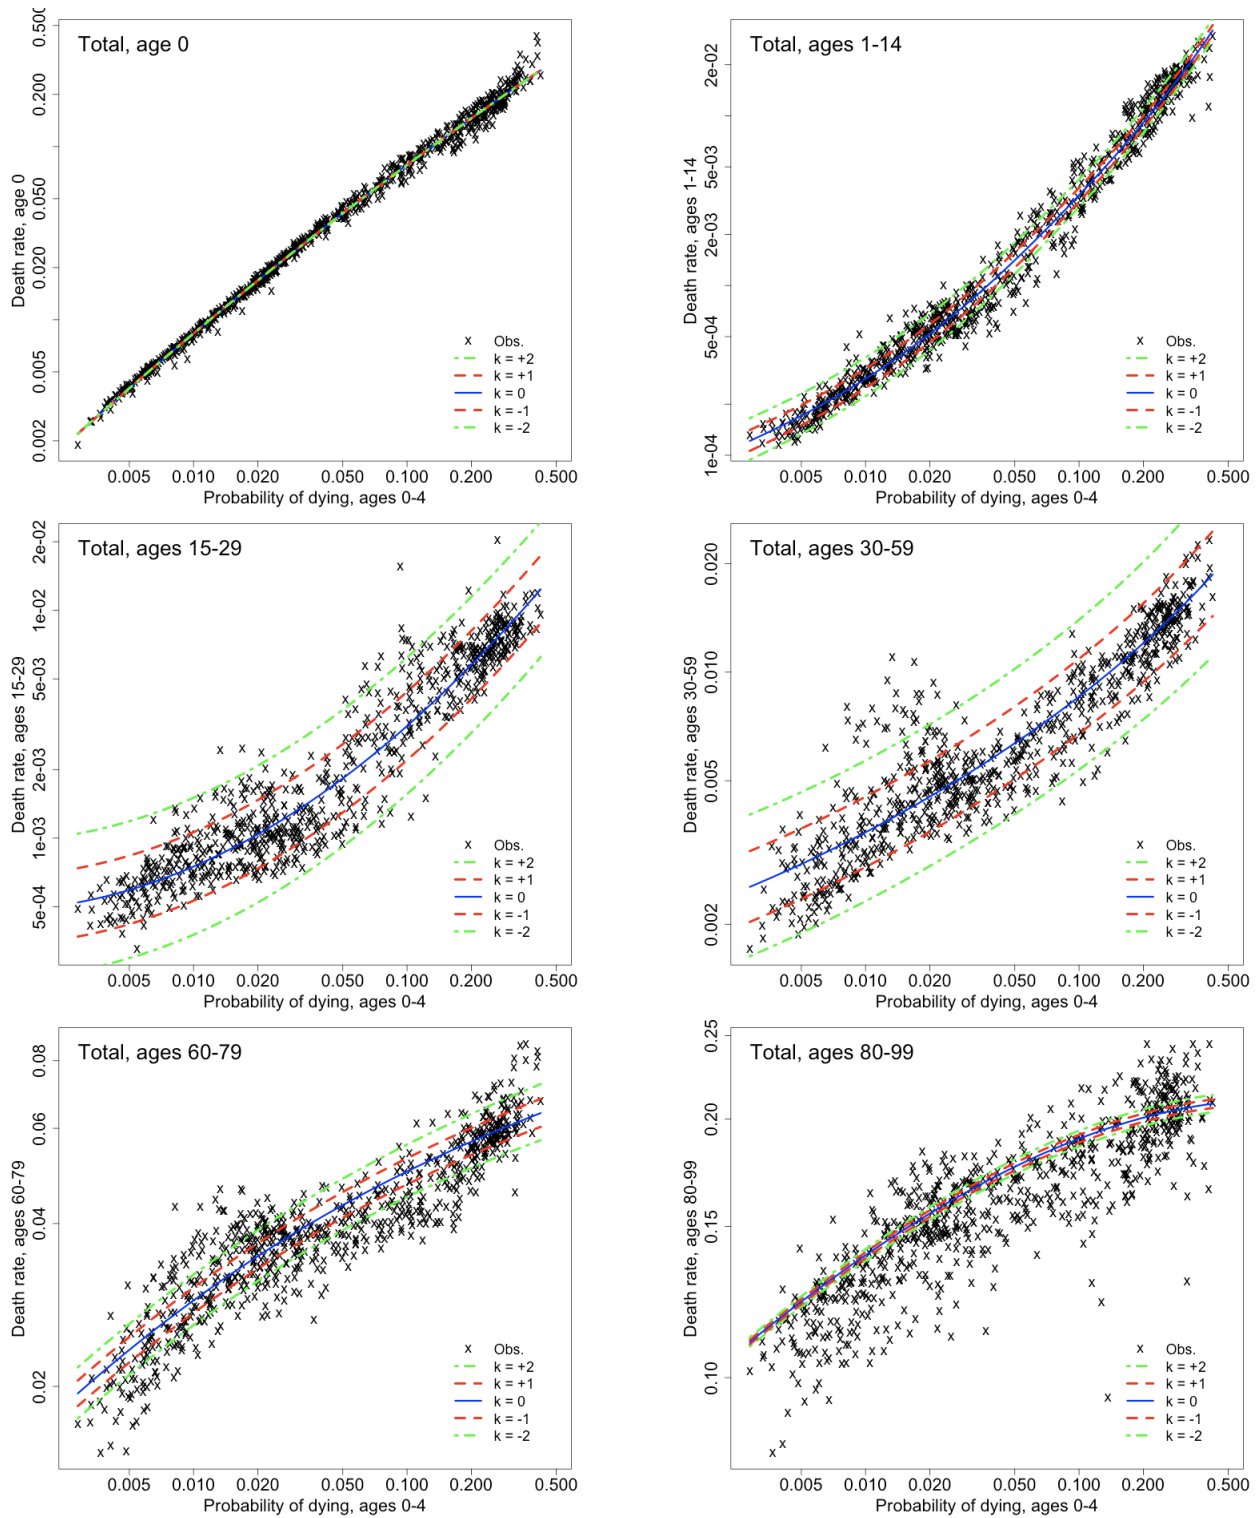 Total, age 0
Death rate, age 0
0.002 0.005 0.020 0.050 0.200 0.500
x Obs.
k = +2
k = +1
k = 0
k = -1
k = -2
0.005 0.010 0.020 0.050 0.100 0.200 0.500
Probability of dying, ages 0-4
Total, ages 1-14
Death rate, ages 1-14
1e-04 5e-04 2e-03 5e-03 2e-02
x Obs.
k = +2
k = +1
k = 0
k = -1
k = -2
0.005 0.010 0.020 0.050 0.100 0.200 0.500
Probability of dying, ages 0-4
Total, ages 15-29
Death rate, ages 15-29
5e-04 1e-03 2e-03 5e-03 1e-02 2e-02
x Obs.
k = +2
k = +1
k = 0
k = -1
k = -2
0.005 0.010 0.020 0.050 0.100 0.200 0.500
Probability of dying, ages 0-4
Total, ages 30-59
Death rate, ages 30-59
0.002 0.005 0.010 0.020
x Obs.
k = +2
k = +1
k = 0
k = -1
k = -2
0.005 0.010 0.020 0.050 0.100 0.200 0.500
Probability of dying, ages 0-4
Total, ages 60-79
Death rate, ages 60-79
0.02 0.04 0.06 0.08
x Obs.
k = +2
k = +1
k = 0
k = -1
k = -2
0.005 0.010 0.020 0.050 0.100 0.200 0.500
Probability of dying, ages 0-4
Total, ages 80-99
Death rate, ages 80-99
0.10 0.15 0.20 0.25
x Obs.
k = +2
k = +1
k = 0
k = -1
k = -2
0.005 0.010 0.020 0.050 0.100 0.200 0.500
Probability of dying, ages 0-4